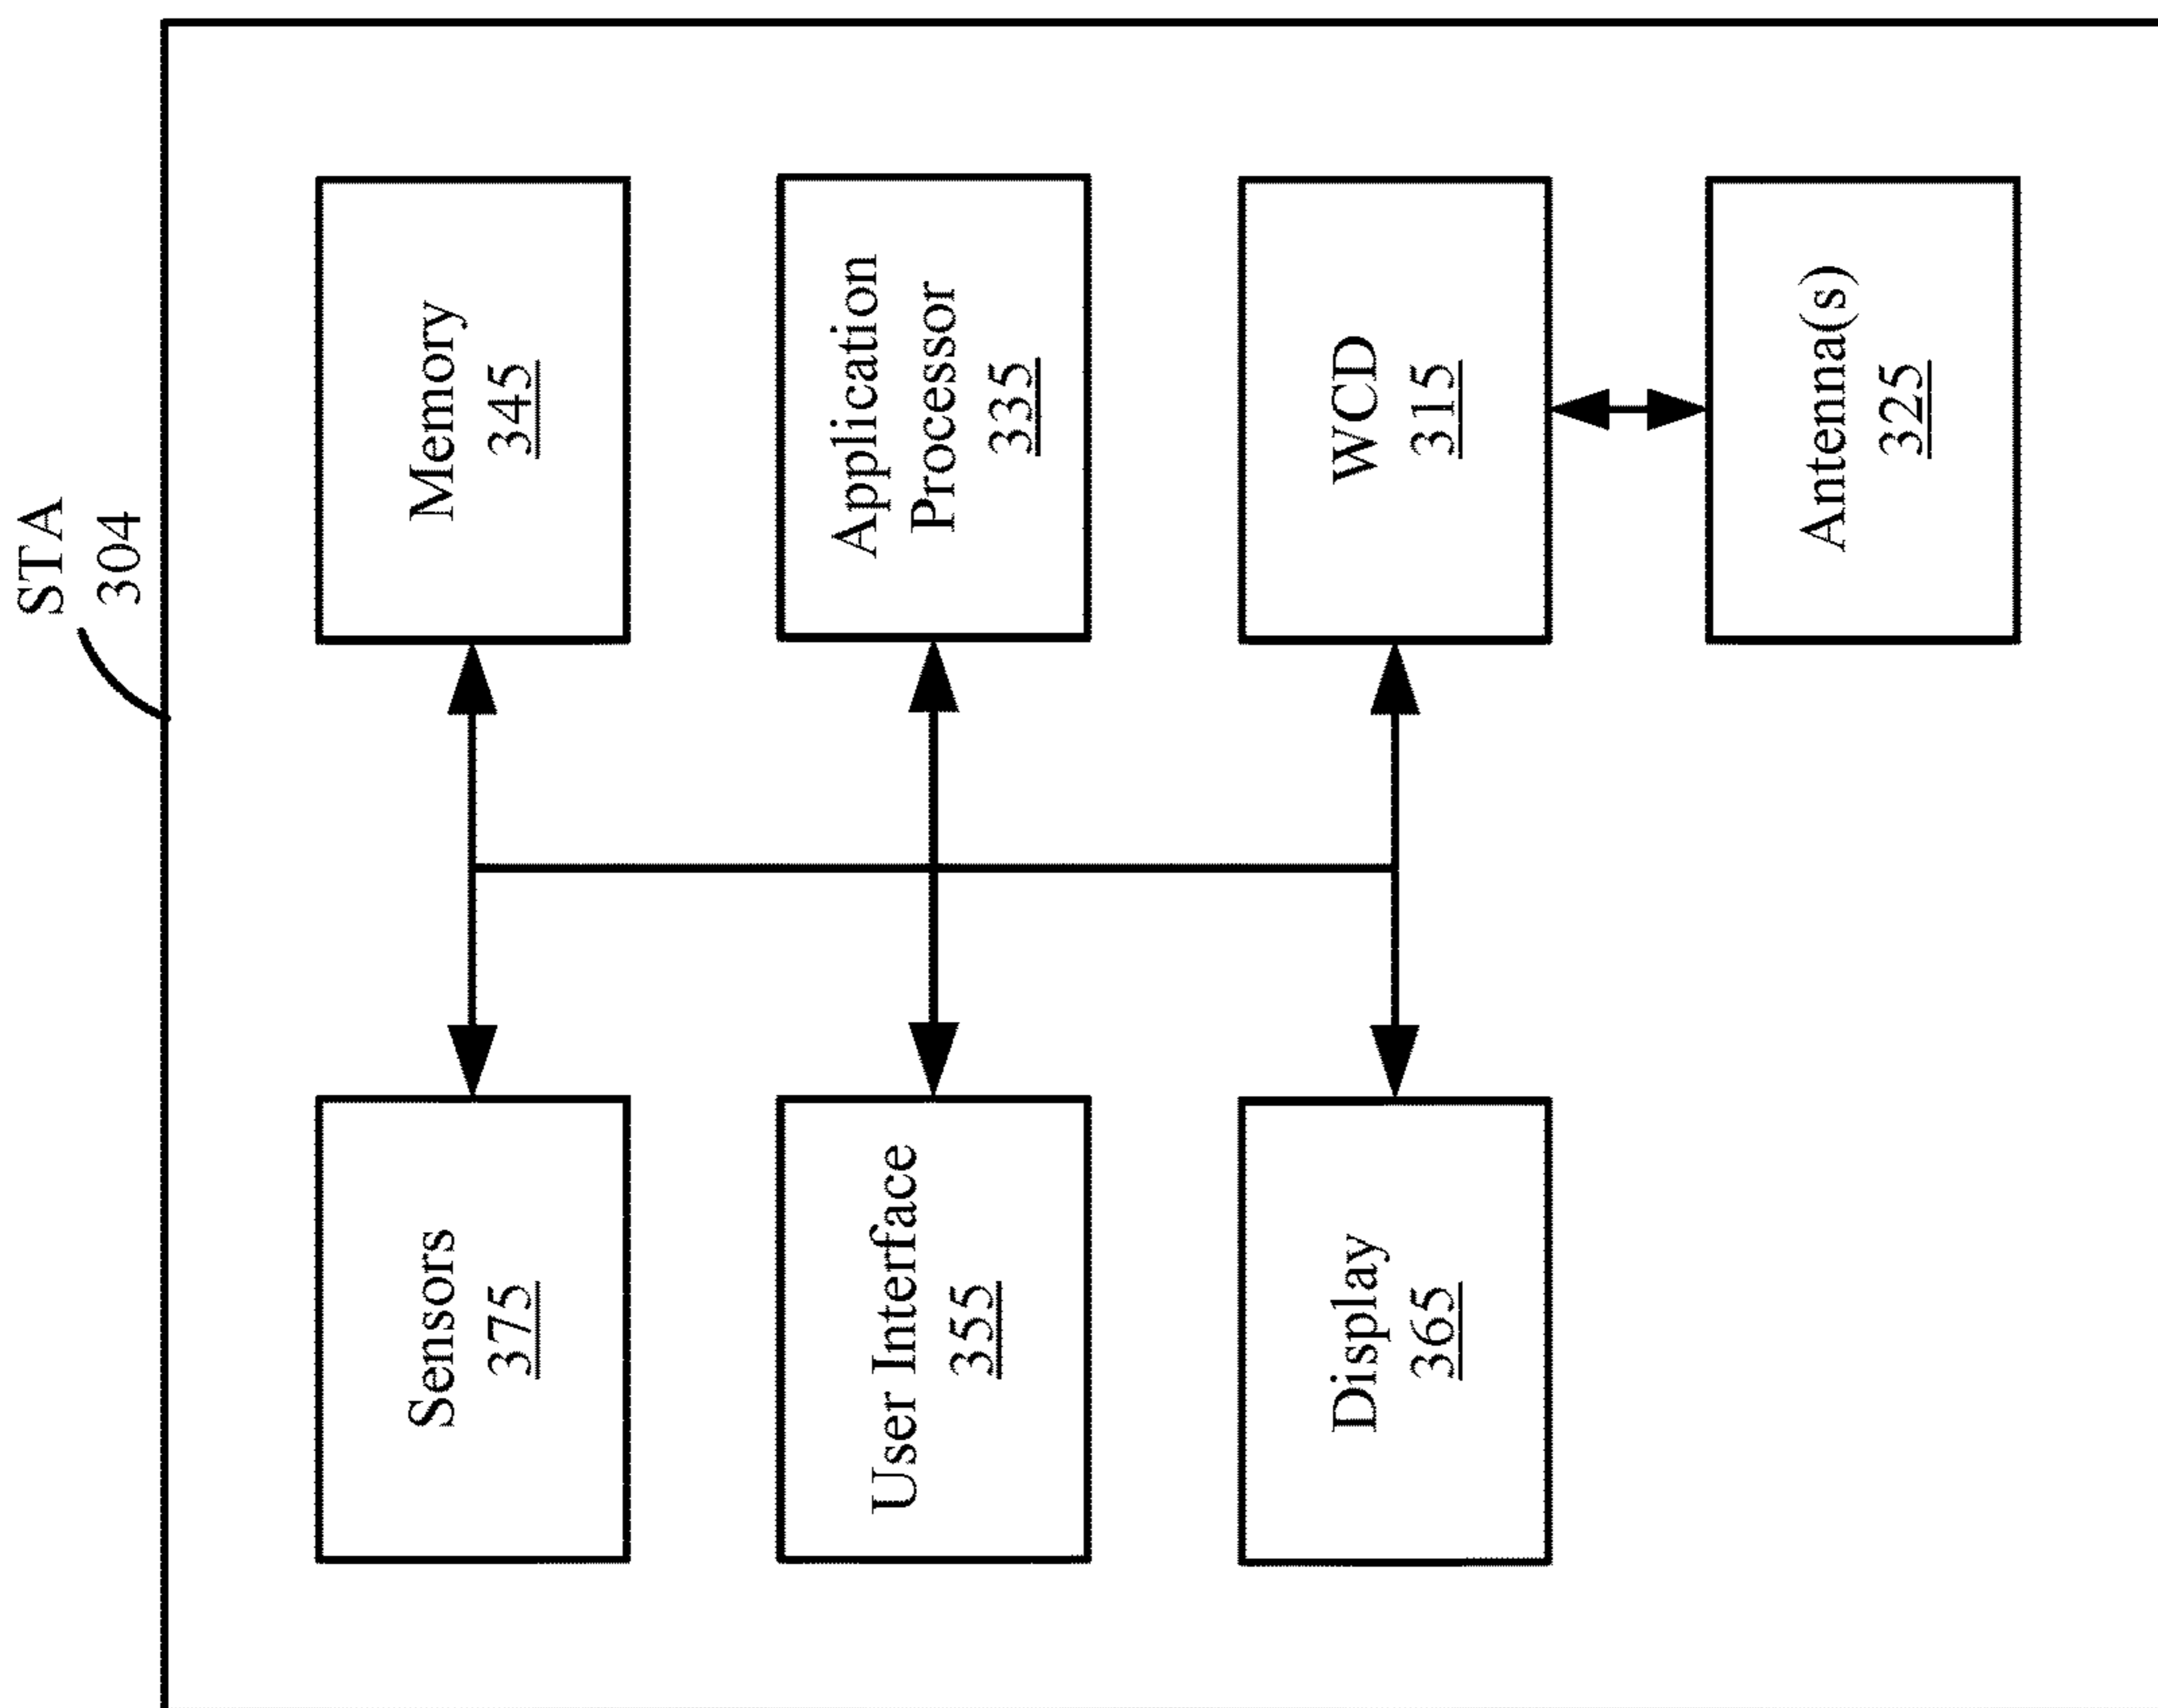 STA
304
Memory
345
Application
Processor
335
WCD
315
Antenna(s)
325
Sensors
375
User Interface
355
Display
365